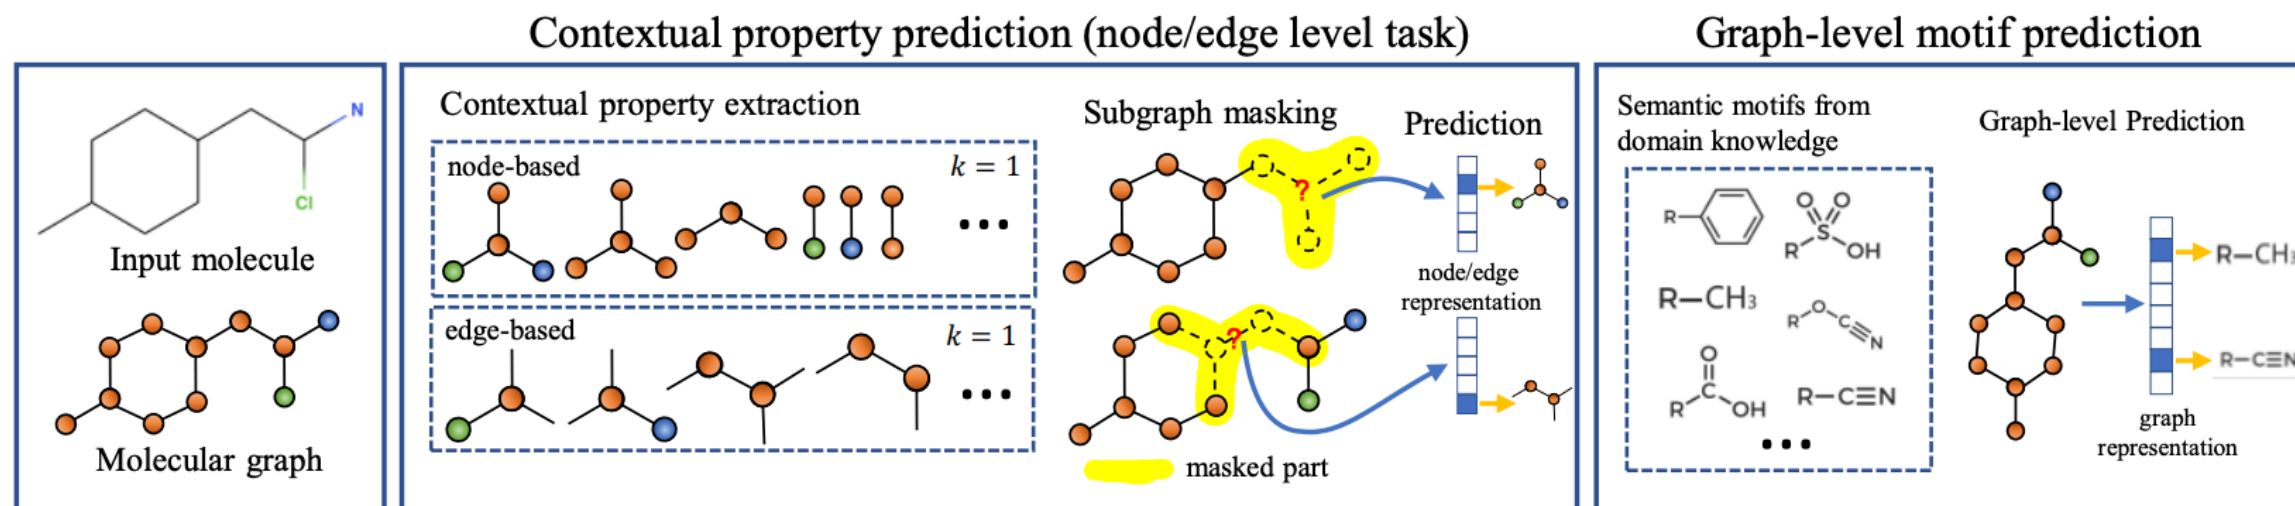 Contextual property prediction (node/edge level task)
Graph-level motif prediction
N
Cl
Input molecule
Molecular graph
Contextual property extraction
node-based
k = 1
...
edge-based
k = 1
...
Subgraph masking
?
?
masked part
Prediction
node/edge
representation
Semantic motifs from
domain knowledge
R
O O
S
R OH
R—CH3
R O C N
O
R OH
R—C≡N
...
Graph-level Prediction
R—CH3
R—C≡N
graph
representation